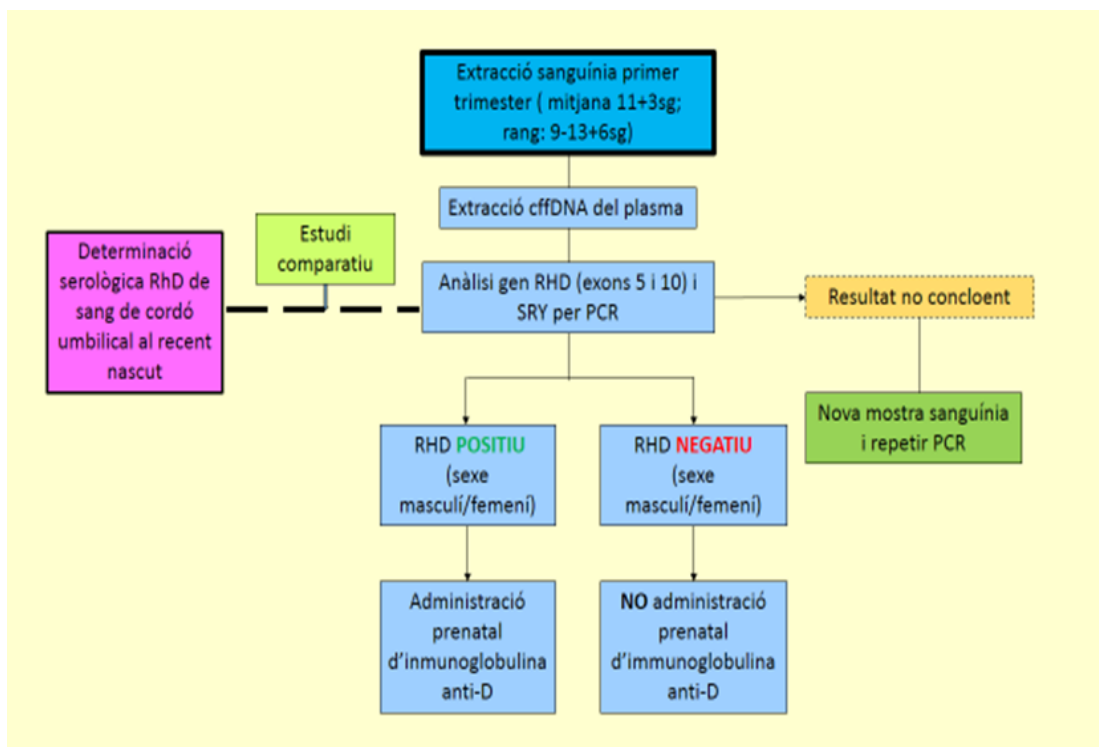 Extracció sanguínia primer
trimester ( mitjana 11+3sg;
rang: 9-13+6sg)
Extracció cffDNA del plasma
Estudi
comparatiu
Determinació
serològica RhD de
sang de cordó
umbilical al recent
nascut
Anàlisi gen RHD (exons 5 i 10) i
SRY per PCR
Resultat no concloent
Nova mostra sanguínia
i repetir PCR
RHD POSITIU
(sexe
masculí/femení)
RHD NEGATIU
(sexe
masculí/femení)
Administració
prenatal
d'inmunoglobulina
anti-D
NO administració
prenatal
d'immunoglobulina
anti-D